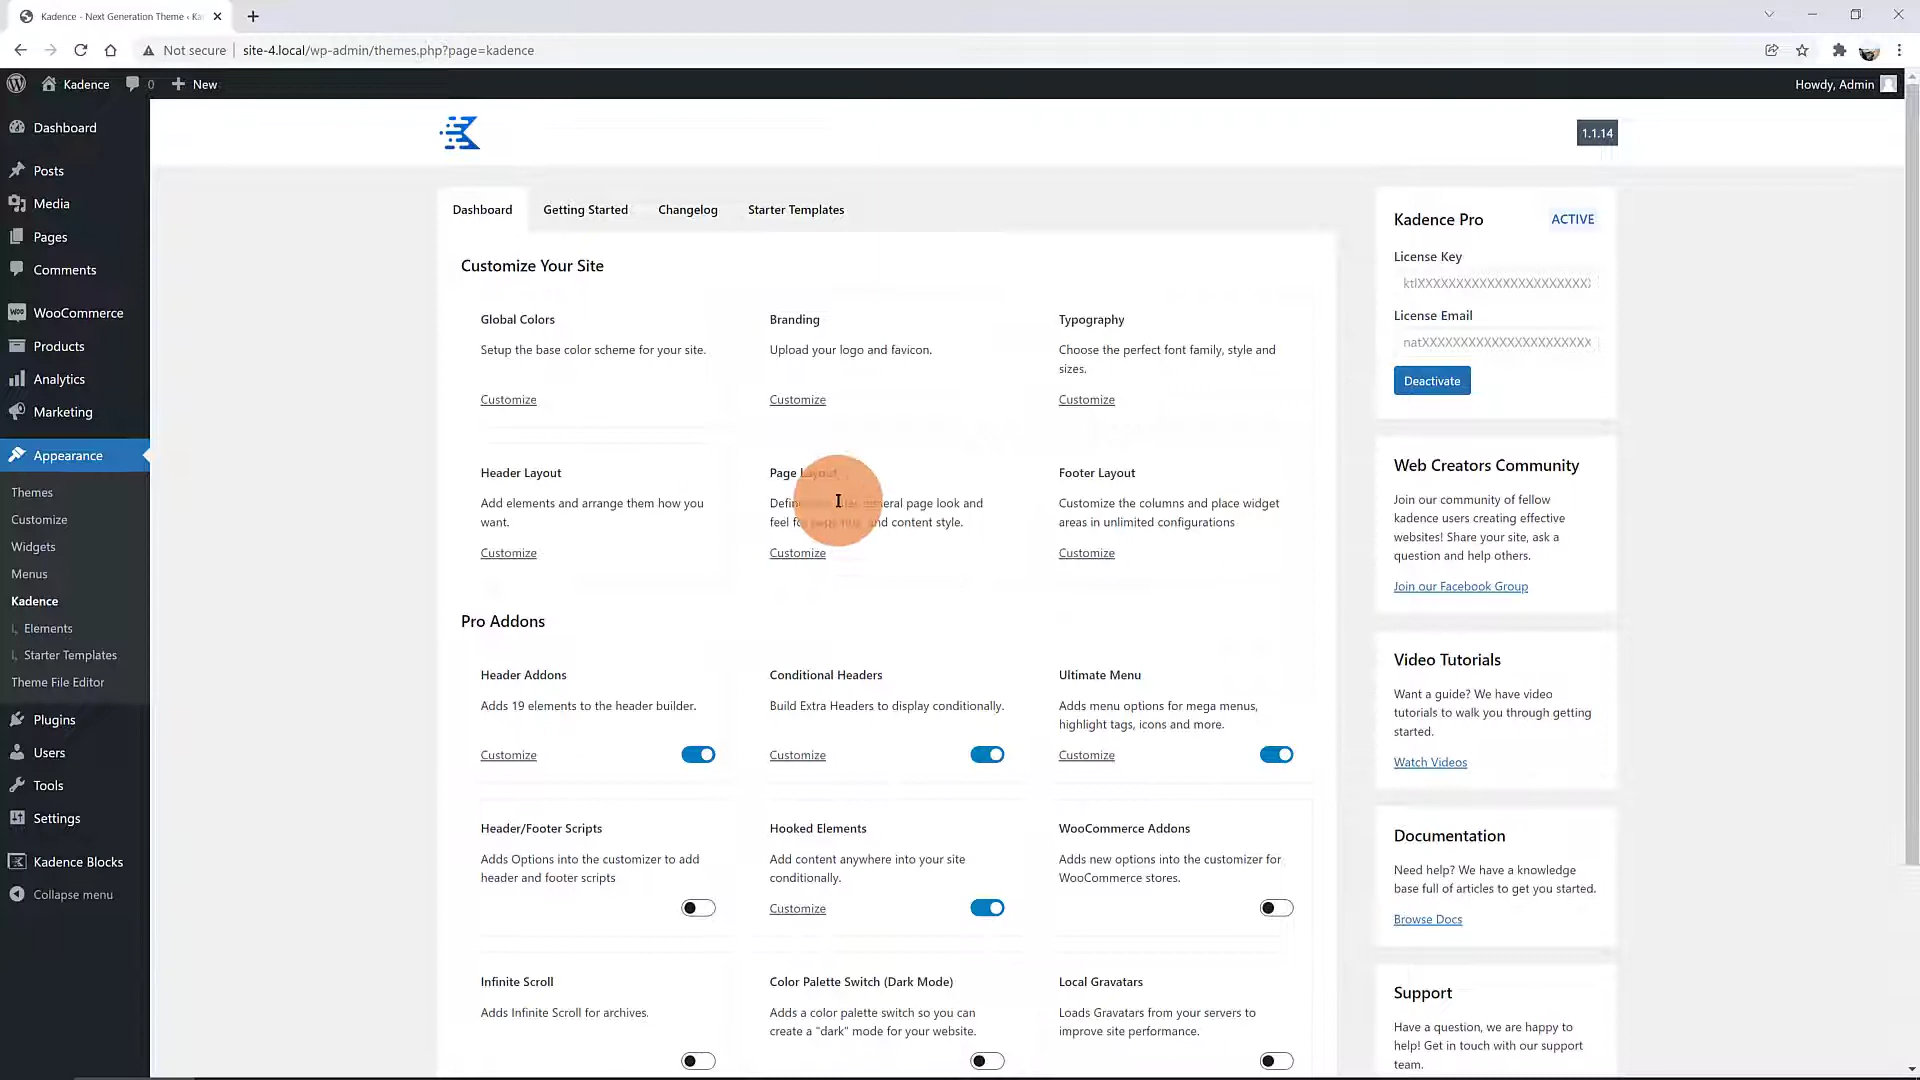 Kadence - Next Generation Theme ‹ Ka
Not secure
site-4.local/wp-admin/themes.php?page=kadence
Kadence
0
New
Howdy, Admin
Dashboard
Posts
Media
Pages
Comments
WooCommerce
Products
Analytics
Marketing
Appearance
Themes
Customize
Widgets
Menus
Kadence
Elements
Starter Templates
Theme File Editor
Plugins
Users
Tools
Settings
Kadence Blocks
Collapse menu
1.1.14
Dashboard
Getting Started
Changelog
Starter Templates
Customize Your Site
Global Colors
Setup the base color scheme for your site.
Customize
Branding
Upload your logo and favicon.
Customize
Typography
Choose the perfect font family, style and
sizes.
Customize
Header Layout
Add elements and arrange them how you
want.
Customize
Page Layout
Define general page look and
feel for page title and content style.
Customize
Footer Layout
Customize the columns and place widget
areas in unlimited configurations
Customize
Pro Addons
Header Addons
Adds 19 elements to the header builder.
Customize
Conditional Headers
Build Extra Headers to display conditionally.
Customize
Ultimate Menu
Adds menu options for mega menus,
highlight tags, icons and more.
Customize
Header/Footer Scripts
Adds Options into the customizer to add
header and footer scripts
Hooked Elements
Add content anywhere into your site
conditionally.
Customize
WooCommerce Addons
Adds new options into the customizer for
WooCommerce stores.
Infinite Scroll
Adds Infinite Scroll for archives.
Color Palette Switch (Dark Mode)
Adds a color palette switch so you can
create a "dark" mode for your website.
Local Gravatars
Loads Gravatars from your servers to
improve site performance.
Kadence Pro
ACTIVE
License Key
ktlXXXXXXXXXXXXXXXXXXXXXX
License Email
natXXXXXXXXXXXXXXXXXXXXXX
Deactivate
Web Creators Community
Join our community of fellow
kadence users creating effective
websites! Share your site, ask a
question and help others.
Join our Facebook Group
Video Tutorials
Want a guide? We have video
tutorials to walk you through getting
started.
Watch Videos
Documentation
Need help? We have a knowledge
base full of articles to get you started.
Browse Docs
Support
Have a question, we are happy to
help! Get in touch with our support
team.